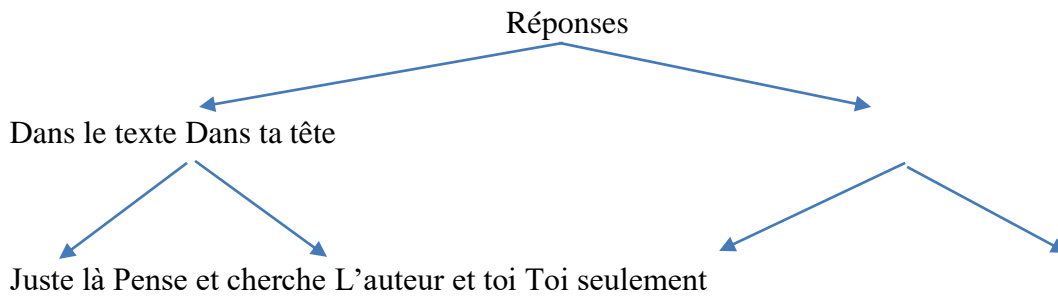 Réponses
Dans le texte Dans ta tête
Juste là Pense et cherche L’auteur et toi Toi seulement